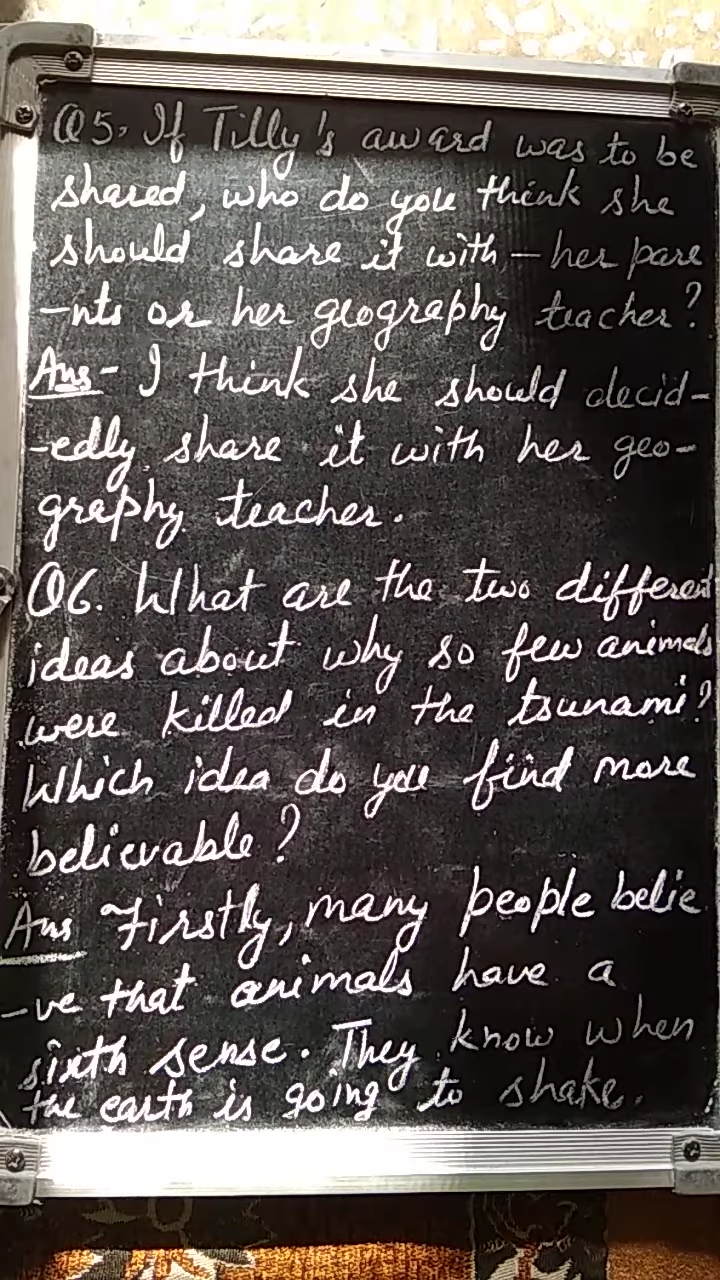 Q5. If Tilly's award was to be
shared, who do you think she
should share it with - her pare
-nts or her geography teacher?
Ans- I think she should decid-
-edly share it with her geo-
graphy teacher.
Q6. What are the two different
ideas about why so few animals
were killed in the tsunami?
Which idea do you find more
believable?
Ans Firstly, many people belie
-ve that animals have a
sixth sense. They know when
the earth is going to shake.